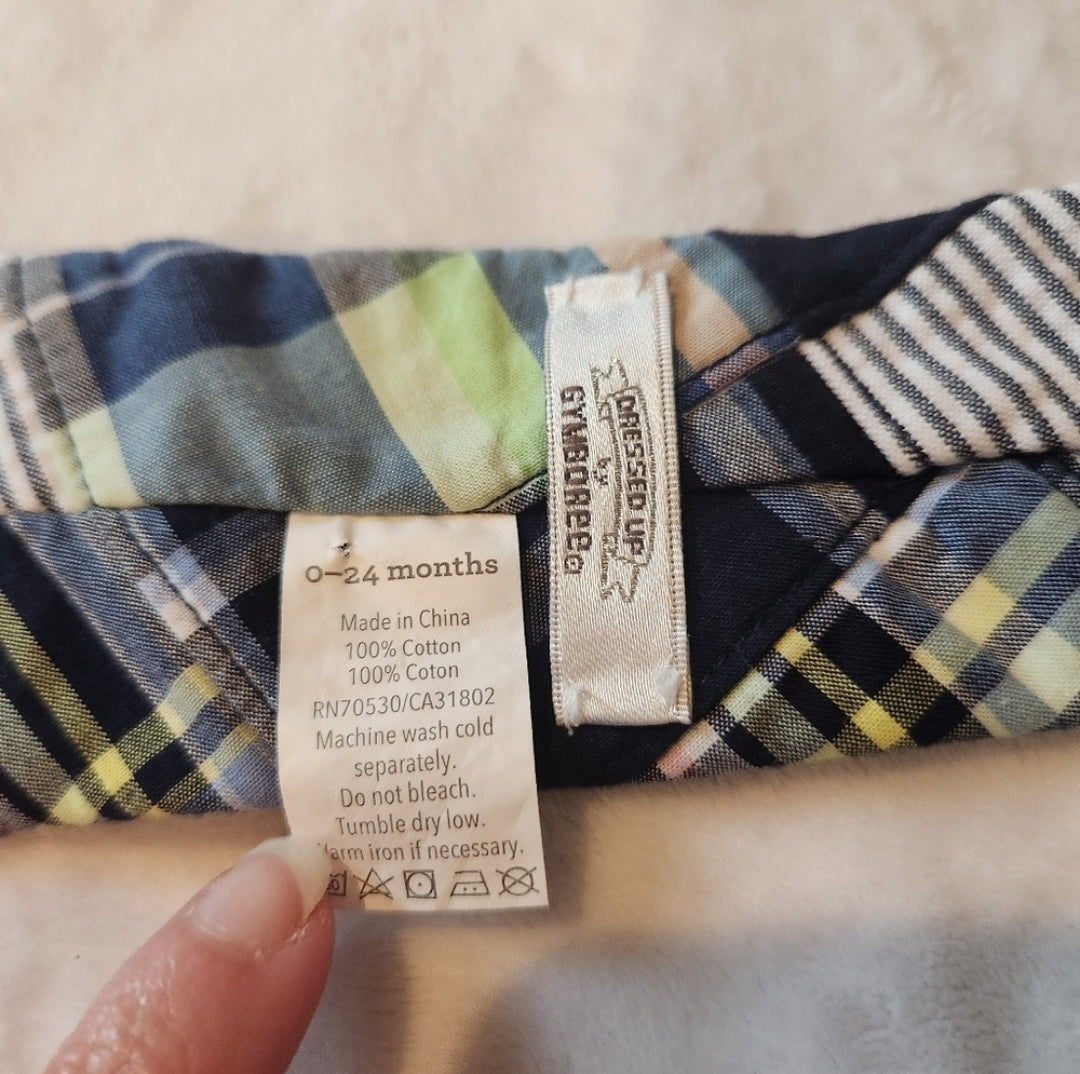 0–24 months
Made in China
100% Cotton
100% Coton
RN70530/CA31802
Machine wash cold
separately.
Do not bleach.
Tumble dry low.
Warm iron if necessary.
DRESSED UP
by
GYMBOREE